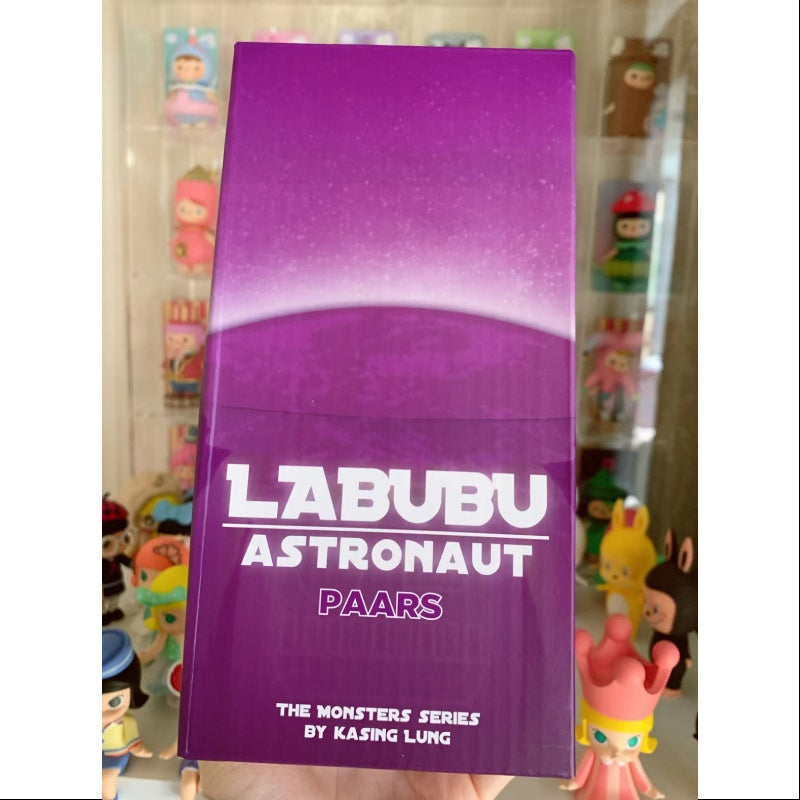 LABUBU
ASTRONAUT
PAARS
THE MONSTERS SERIES
BY KASING LUNG